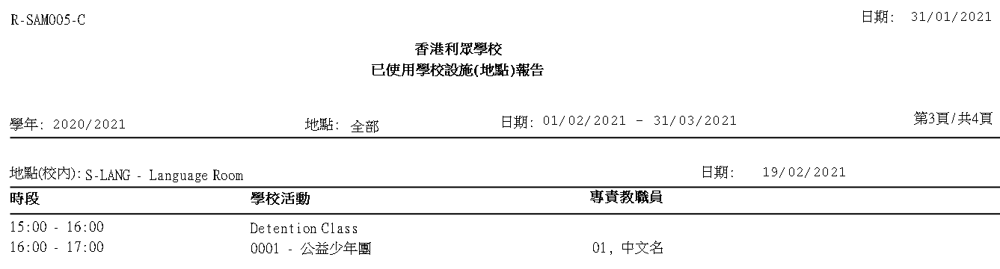 R-SAM005-C 日期: 31/01/2021
香港利眾學校
已使用學校設施(地點)報告
學年: 2020/2021 地點: 全部 日期: 01/02/2021 - 31/03/2021 第3頁/共4頁
地點(校內): S-LANG - Language Room 日期: 19/02/2021
時段 學校活動 專責教職員
15:00 - 16:00 Detention Class
16:00 - 17:00 0001 - 公益少年團 01, 中文名